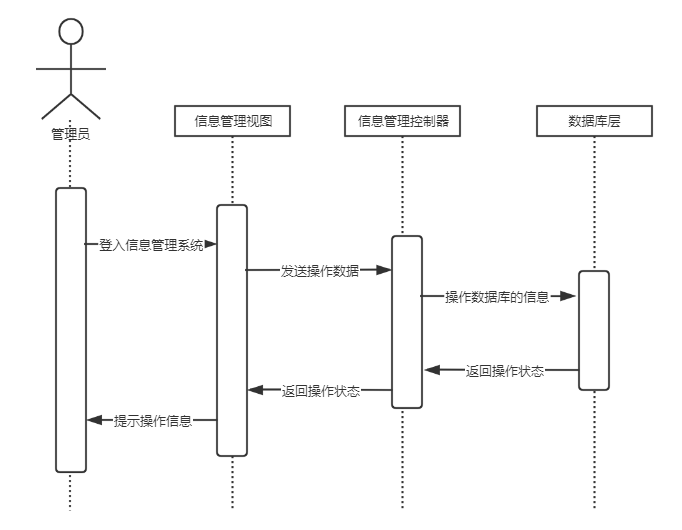 管理员
信息管理视图
信息管理控制器
数据库层
登入信息管理系统
发送操作数据
操作数据库的信息
返回操作状态
返回操作状态
提示操作信息